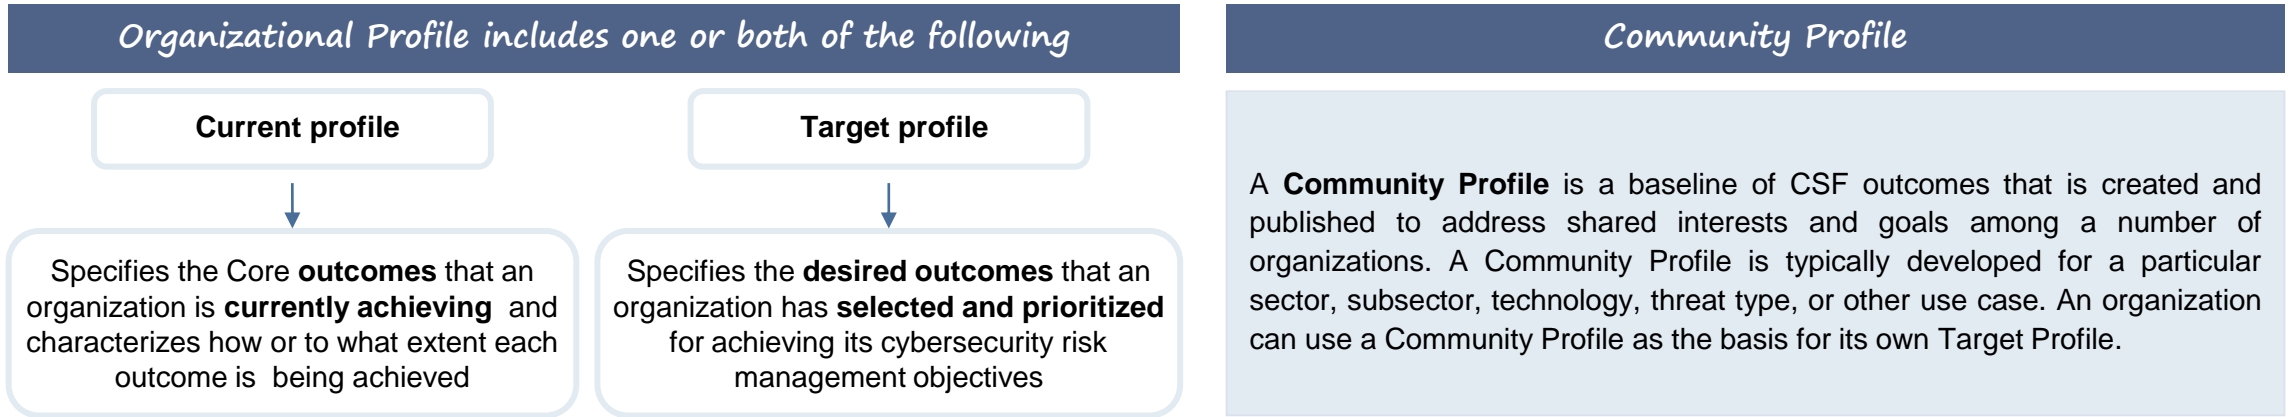 Organizational Profile includes one or both of the following
Current profile
Target profile
Specifies the Core outcomes that an
organization is currently achieving and
characterizes how or to what extent each
outcome is being achieved
Specifies the desired outcomes that an
organization has selected and prioritized
for achieving its cybersecurity risk
management objectives
Community Profile
A Community Profile is a baseline of CSF outcomes that is created and
published to address shared interests and goals among a number of
organizations. A Community Profile is typically developed for a particular
sector, subsector, technology, threat type, or other use case. An organization
can use a Community Profile as the basis for its own Target Profile.